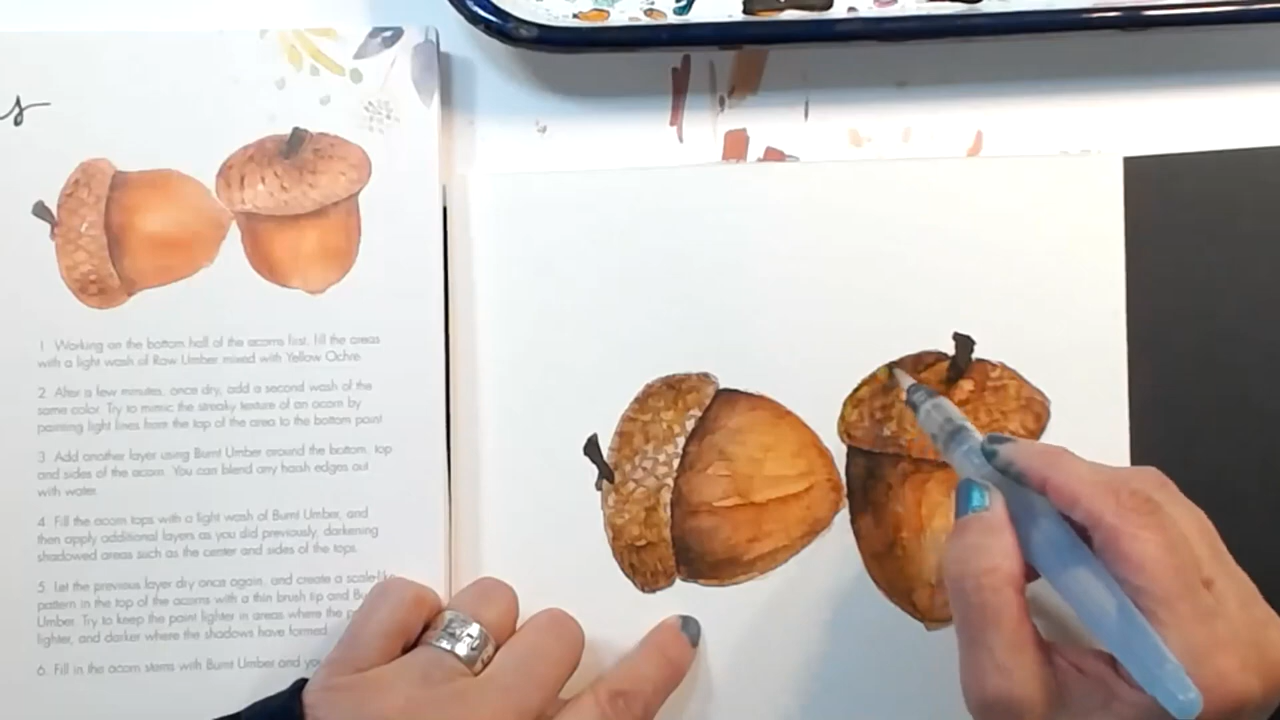 s
1. Working on the bottom half of the acorns first, fill the areas
with a light wash of Raw Umber mixed with Yellow Ochre.
2. After a few minutes, once dry, add a second wash of the
same color. Try to mimic the streaky texture of an acorn by
painting light lines from the top of the area to the bottom point.
3. Add another layer using Burnt Umber around the bottom, top
and sides of the acorn. You can blend any harsh edges out
with water.
4. Fill the acorn tops with a light wash of Burnt Umber, and
then apply additional layers as you did previously, darkening
shadowed areas such as the center and sides of the tops.
5. Let the previous layer dry once again, and create a scale-like
pattern in the top of the acorns with a thin brush tip and Bu
Umber. Try to keep the paint lighter in areas where the
lighter, and darker where the shadows have formed.
6. Fill in the acorn stems with Burnt Umber and you